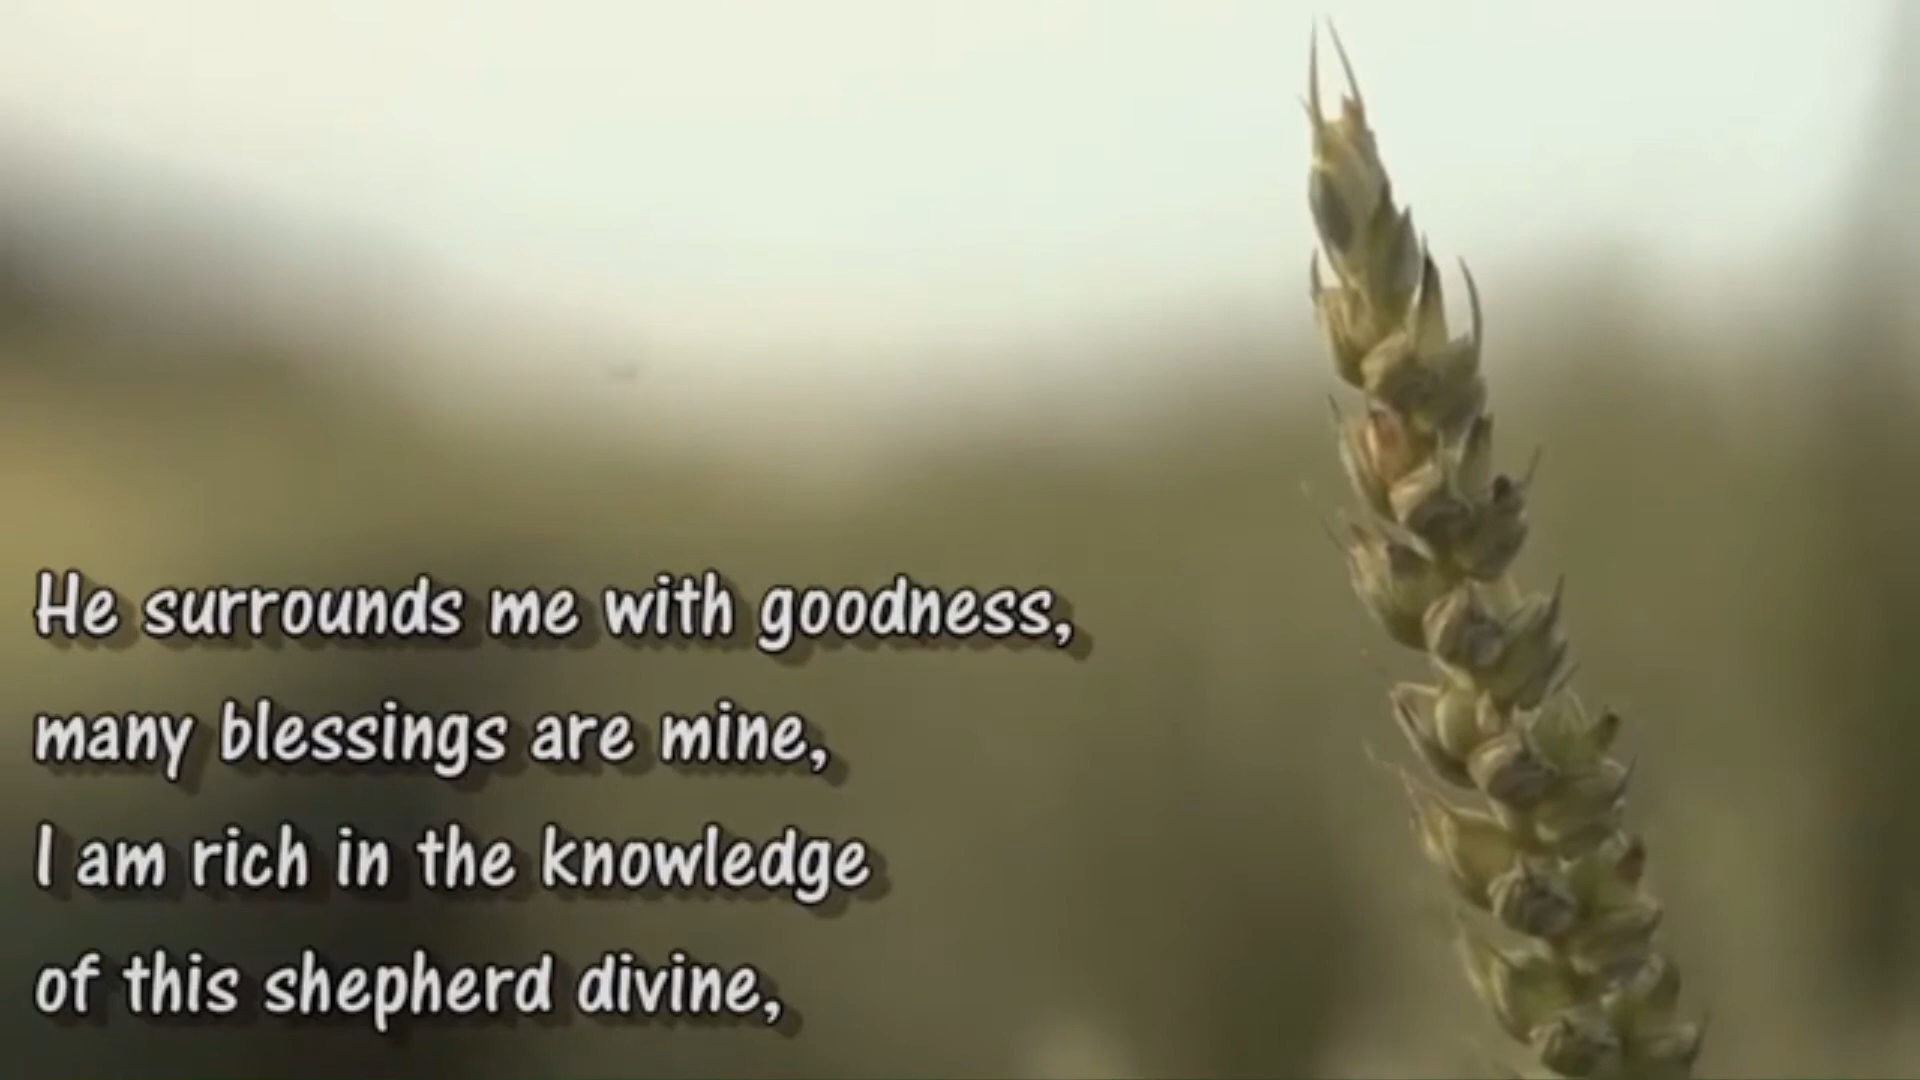 He surrounds me with goodness,
many blessings are mine,
I am rich in the knowledge
of this shepherd divine,